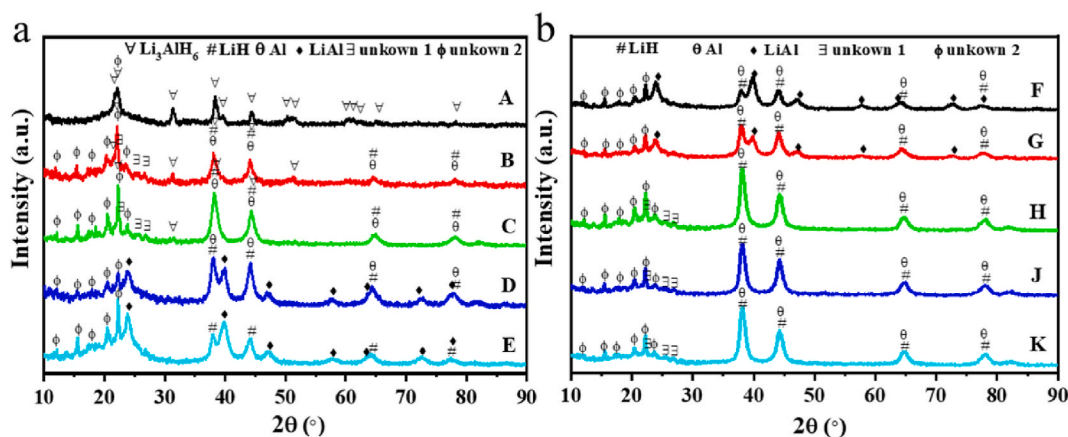 a
∀ Li₃AlH₆ #LiH θ Al ♦ LiAl ∃ unkown 1 ϕ unkown 2
A
B
C
D
E
Intensity (a.u.)
10 20 30 40 50 60 70 80 90
2θ (°)
b
#LiH θ Al ♦ LiAl ∃ unkown 1 ϕ unkown 2
F
G
H
J
K
Intensity (a.u.)
10 20 30 40 50 60 70 80 90
2θ (°)